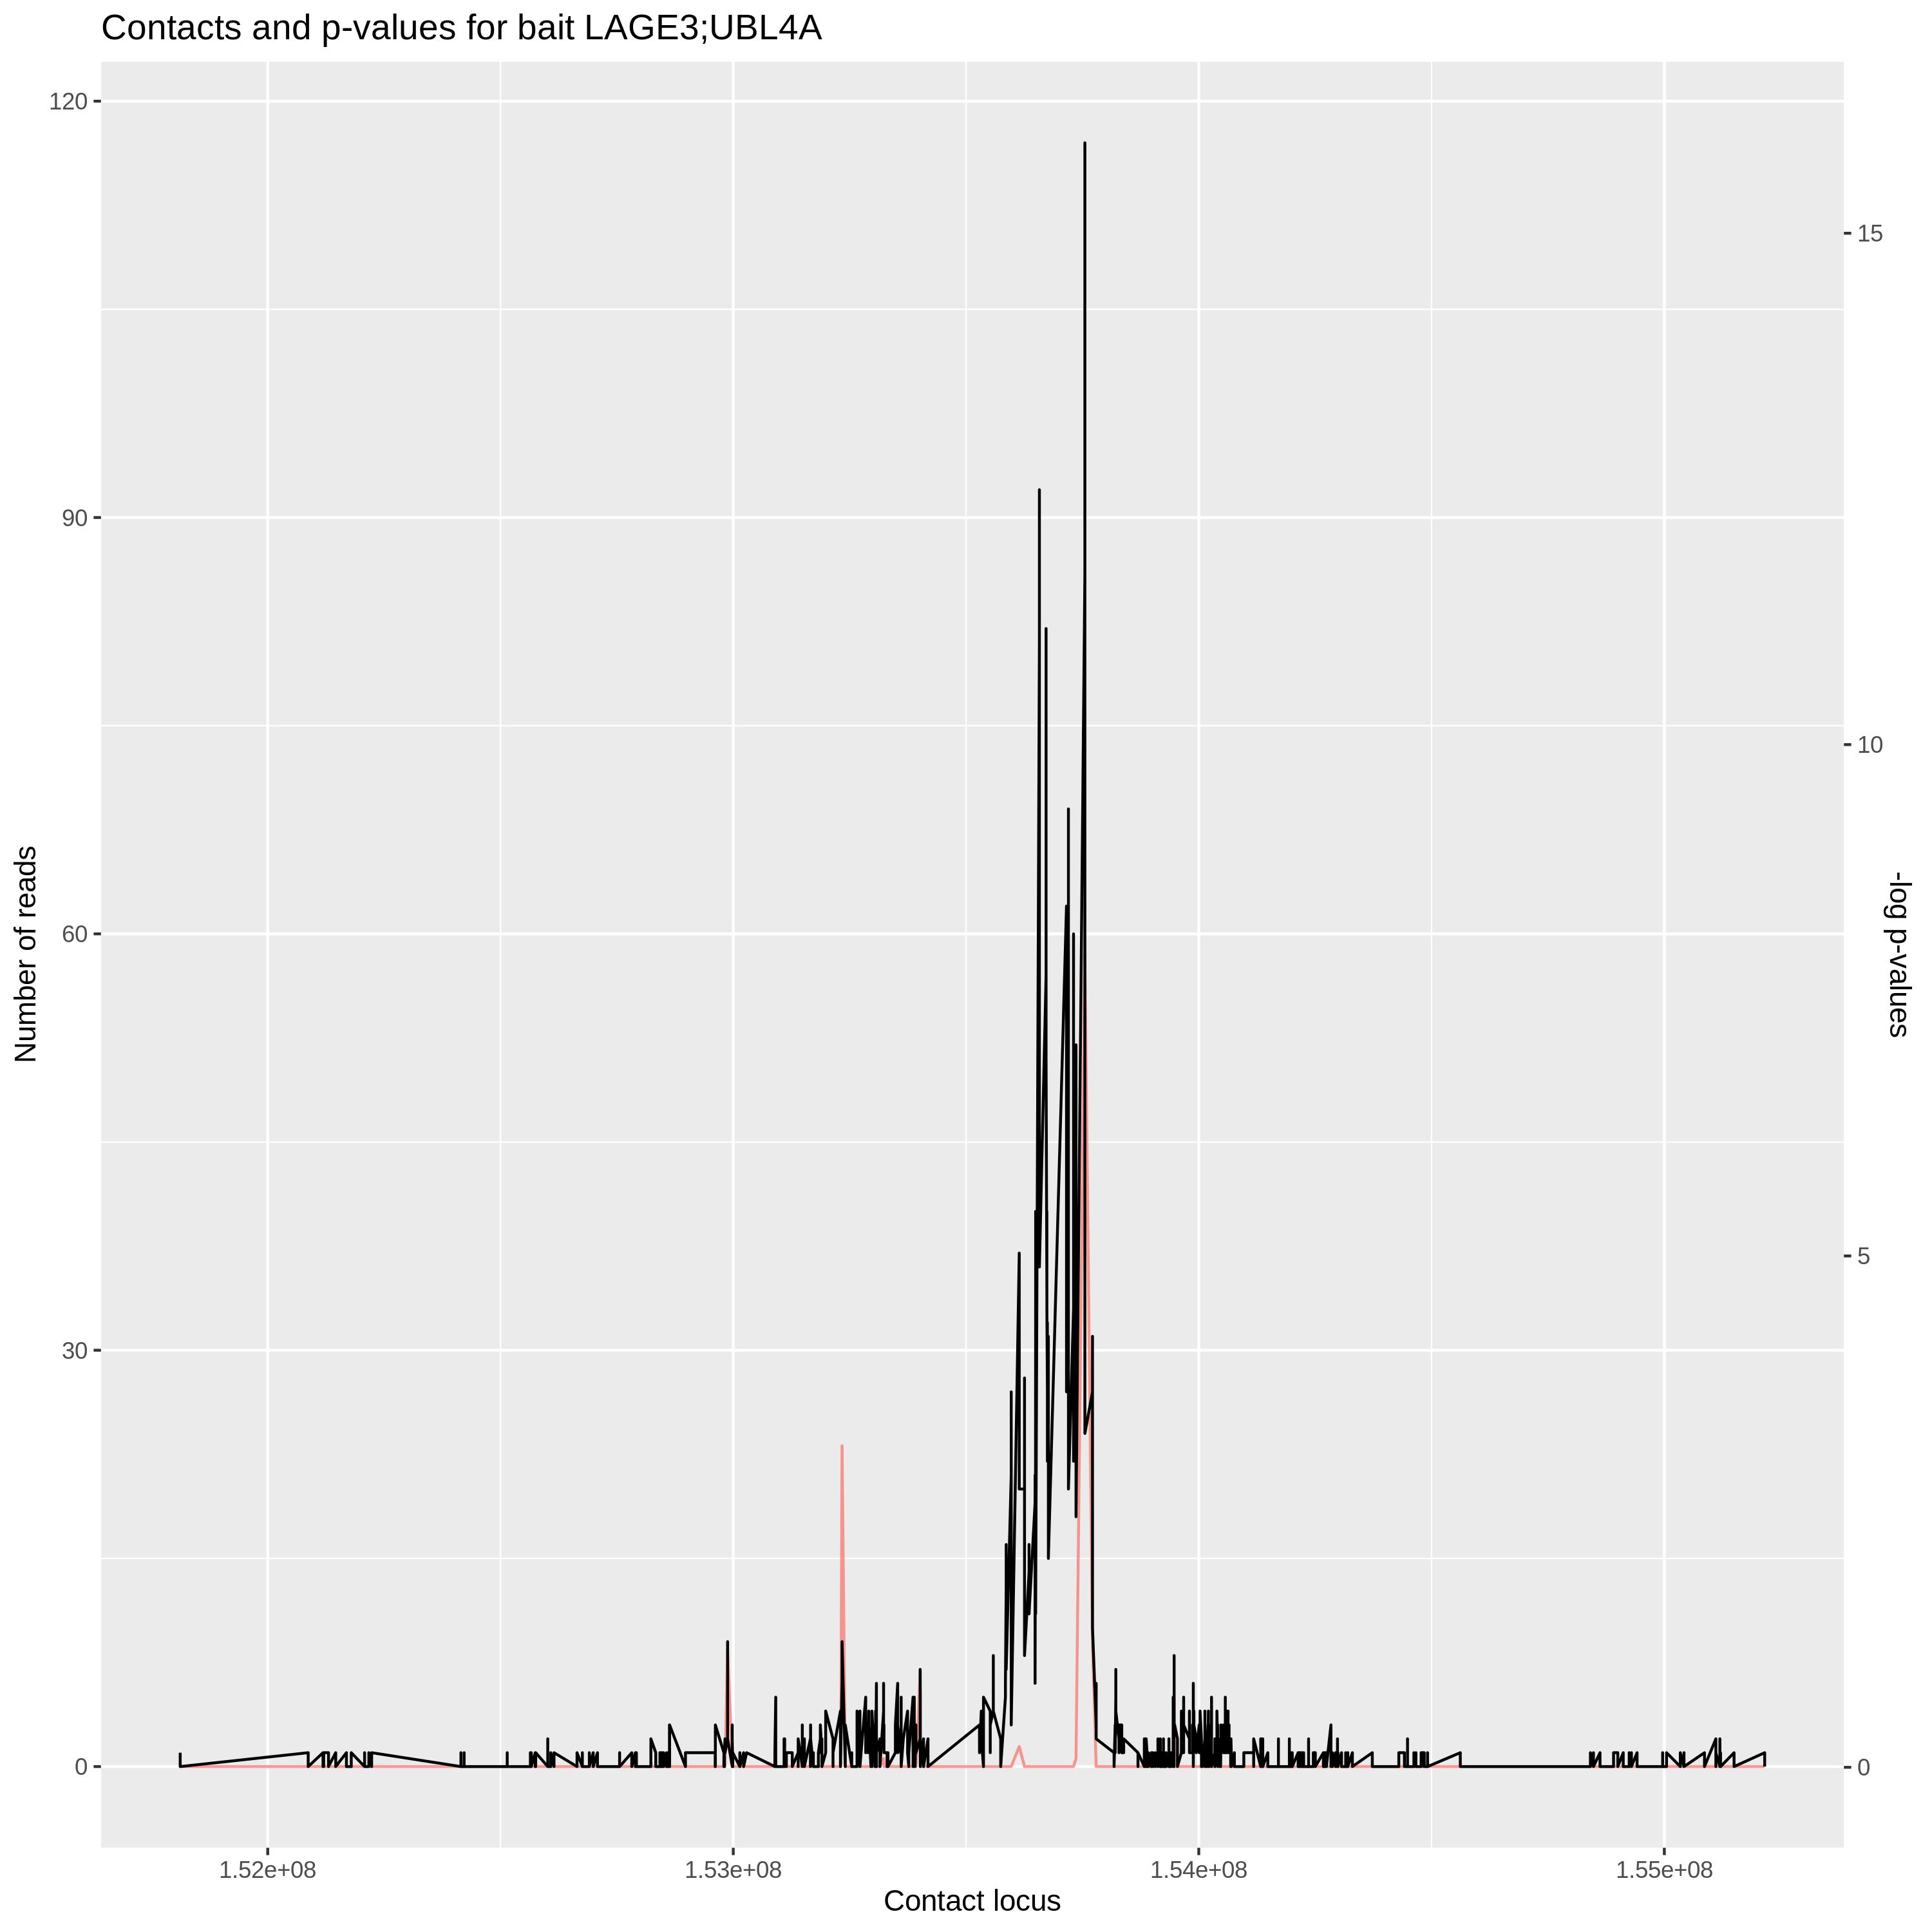 Contacts and p-values for bait LAGE3;UBL4A
120
90
60
30
0
Number of reads
15
10
5
0
-log p-values
1.52e+08 1.53e+08 1.54e+08 1.55e+08
Contact locus